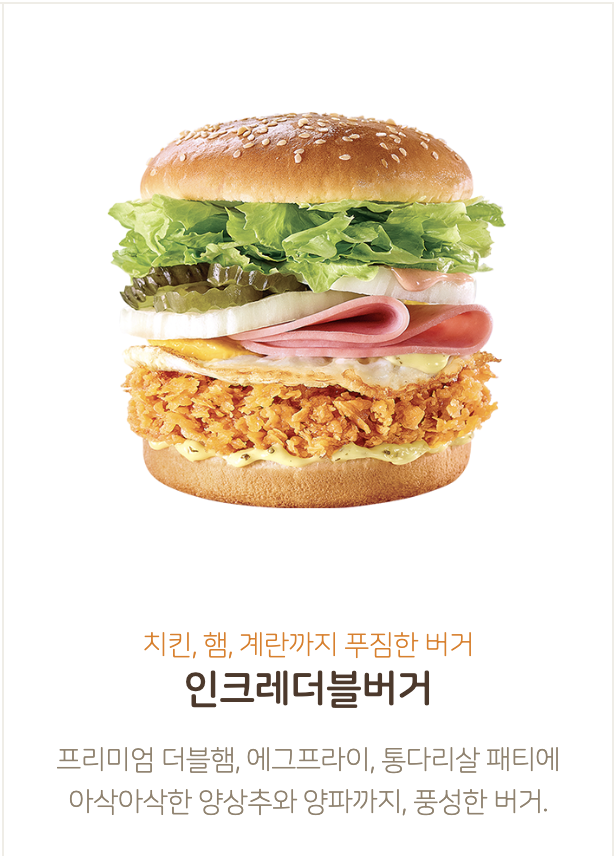 치킨, 햄, 계란까지 푸짐한 버거
인크레더블버거
프리미엄 더블햄, 에그프라이, 통다리살 패티에
아삭아삭한 양상추와 양파까지, 풍성한 버거.